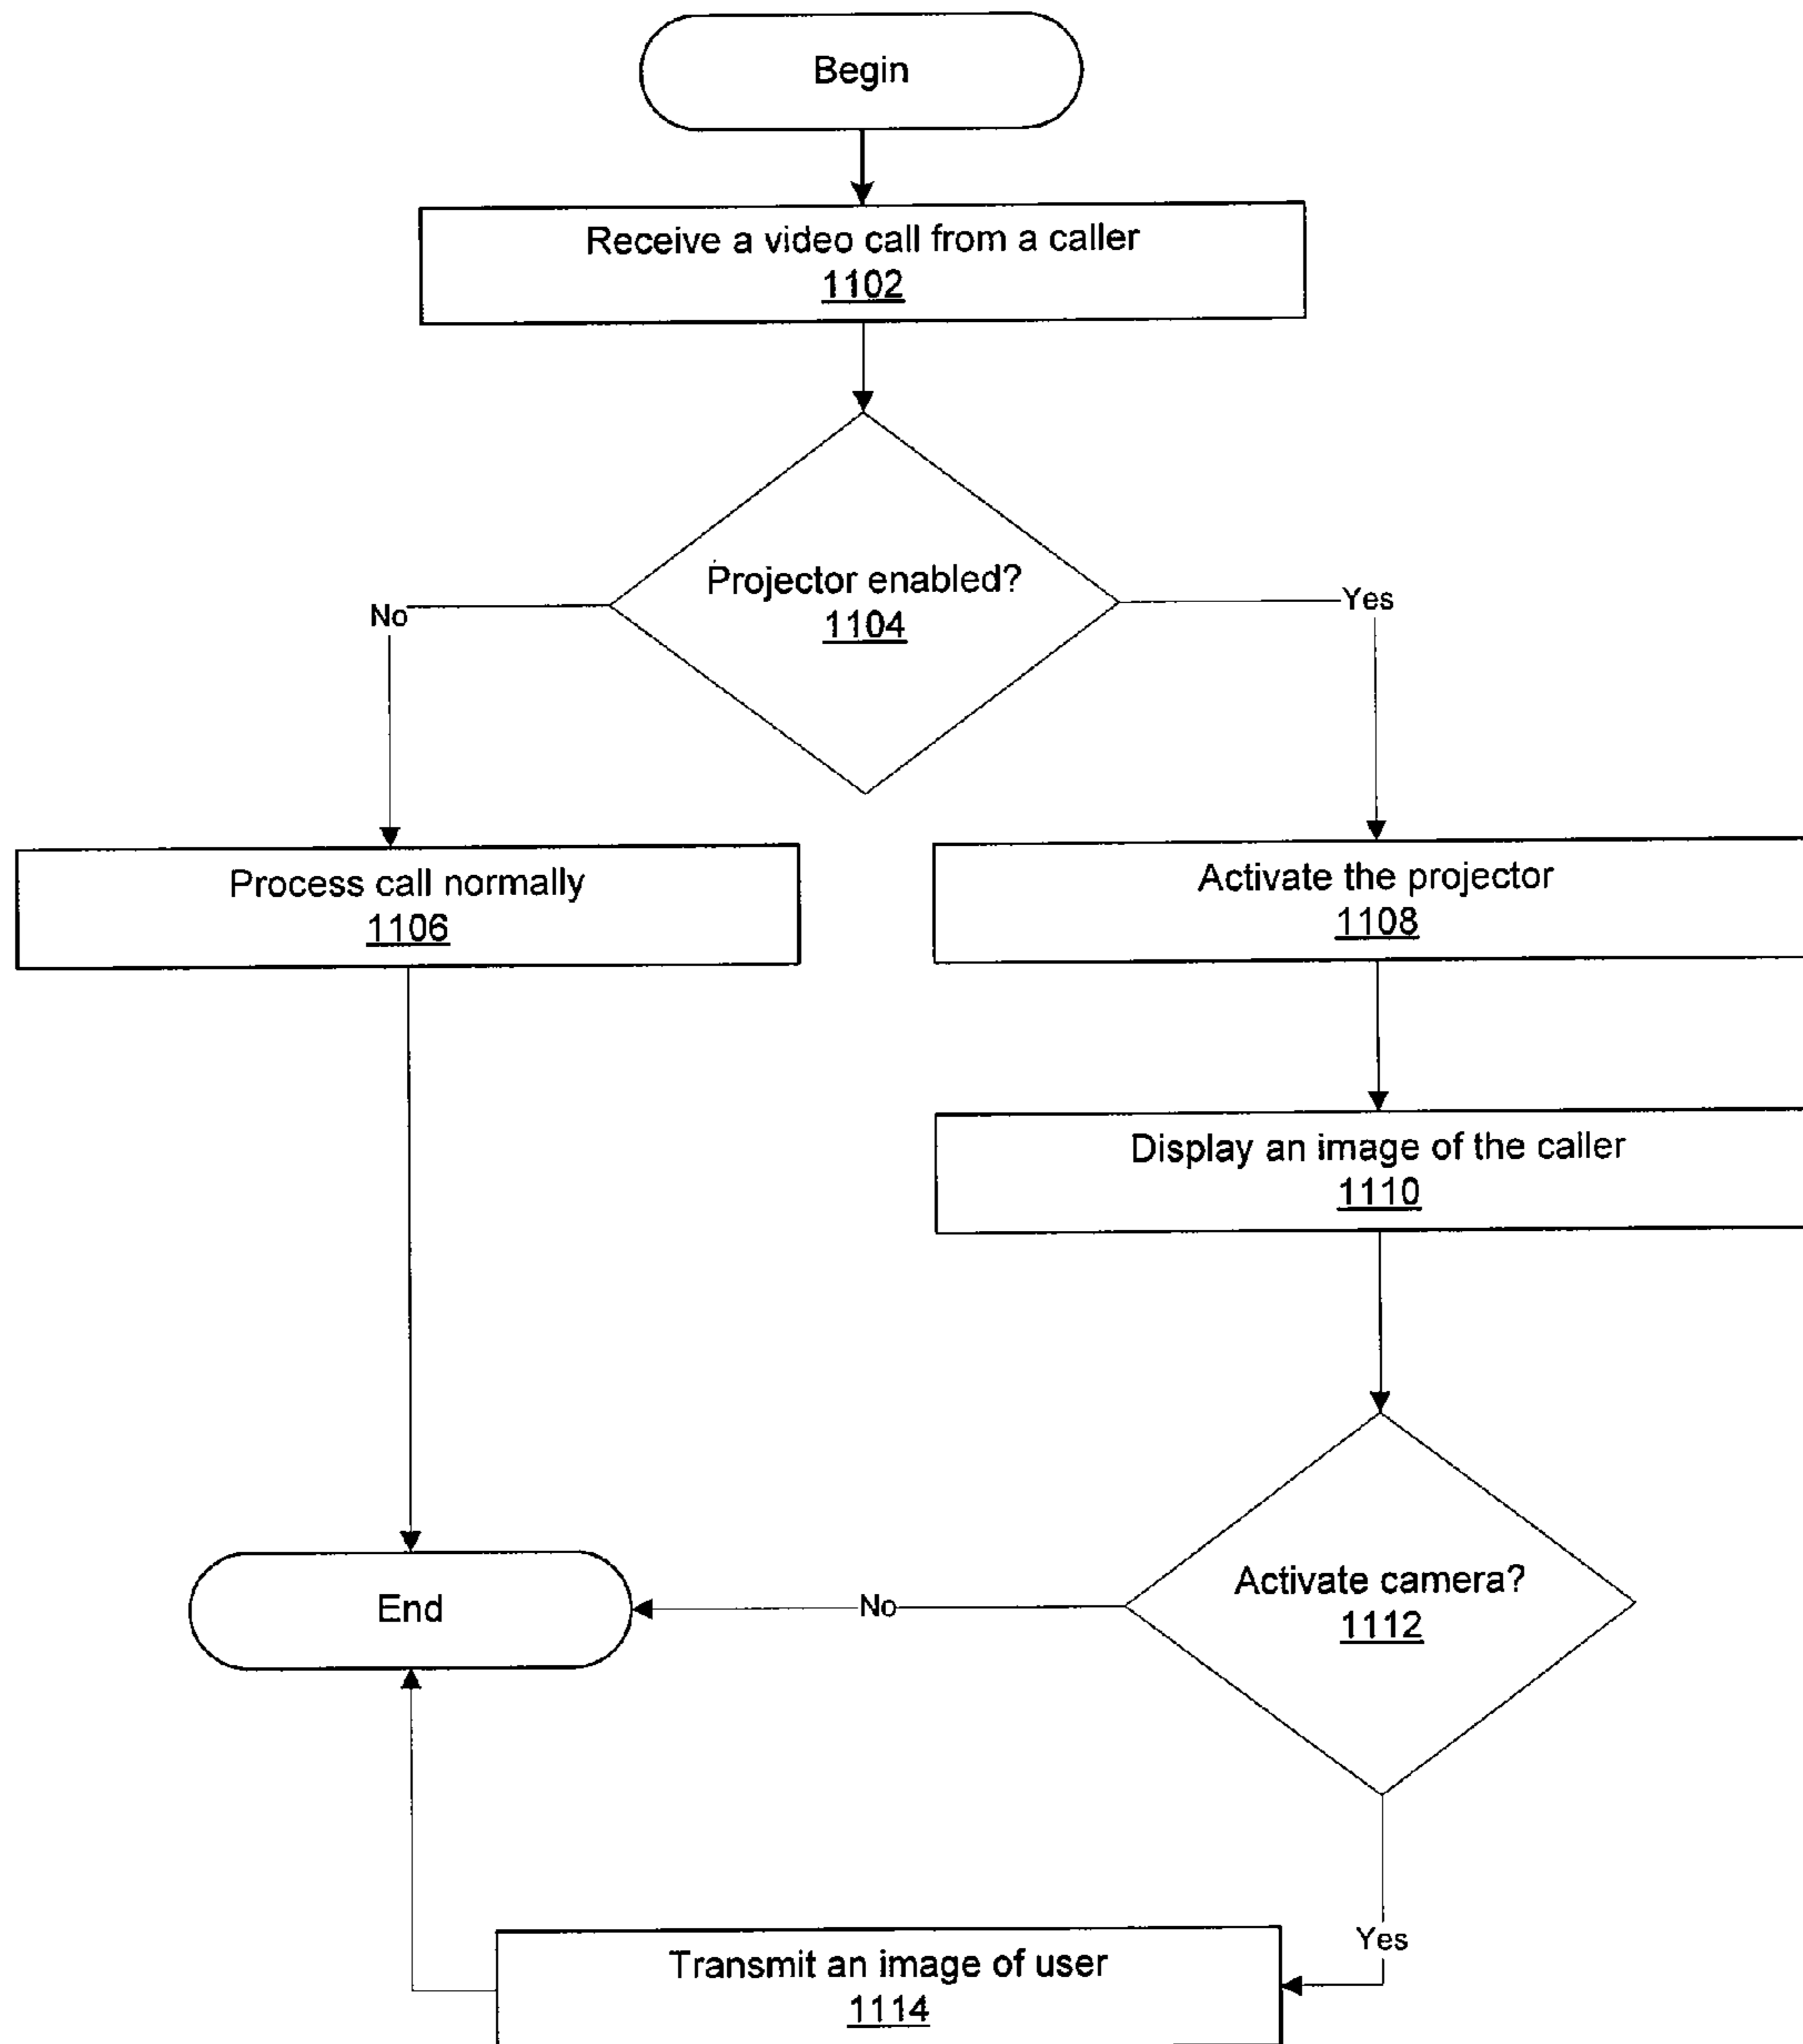 Begin
Receive a video call from a caller
1102
Projector enabled?
1104
No
Yes
Process call normally
1106
Activate the projector
1108
Display an image of the caller
1110
Activate camera?
1112
End
No
Yes
Transmit an image of user
1114